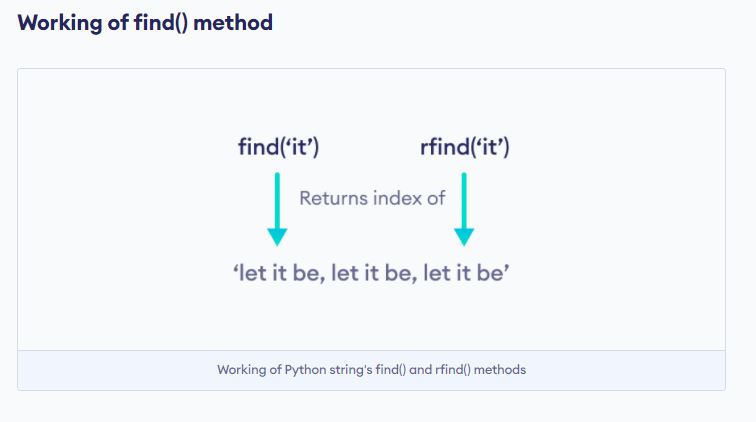 Working of find() method
find(‘it’) rfind(‘it’)
Returns index of
‘let it be, let it be, let it be’
Working of Python string's find() and rfind() methods